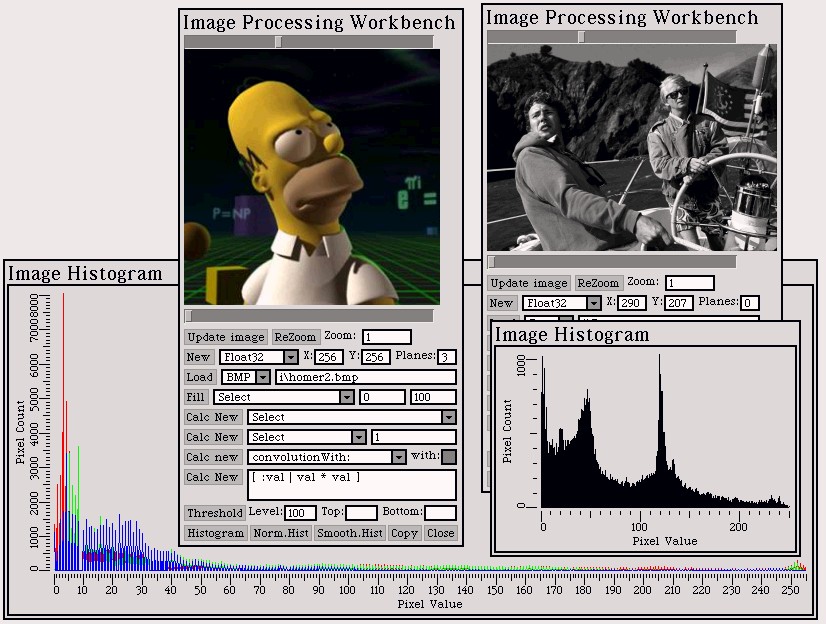 Image Processing Workbench
P=NP
e^πi =
Update image ReZoom Zoom: 1
New Float32 X: 256 Y: 256 Planes: 3
Load BMP i\homer2.bmp
Fill Select 0 100
Calc New Select
Calc New Select 1
Calc new convolutionWith: with:
Calc New [ :val | val * val ]
Threshold Level: 100 Top: Bottom:
Histogram Norm.Hist Smooth.Hist Copy Close
Image Processing Workbench
Update image ReZoom Zoom: 1
New Float32 X: 290 Y: 207 Planes: 0
Image Histogram
Pixel Count
1000
0
0 100 200
Pixel Value
Image Histogram
Pixel Count
8000
7000
6000
5000
4000
3000
2000
1000
0
0 10 20 30 40 50 60 70 80 90 100 110 120 130 140 150 160 170 180 190 200 210 220 230 240 250
Pixel Value